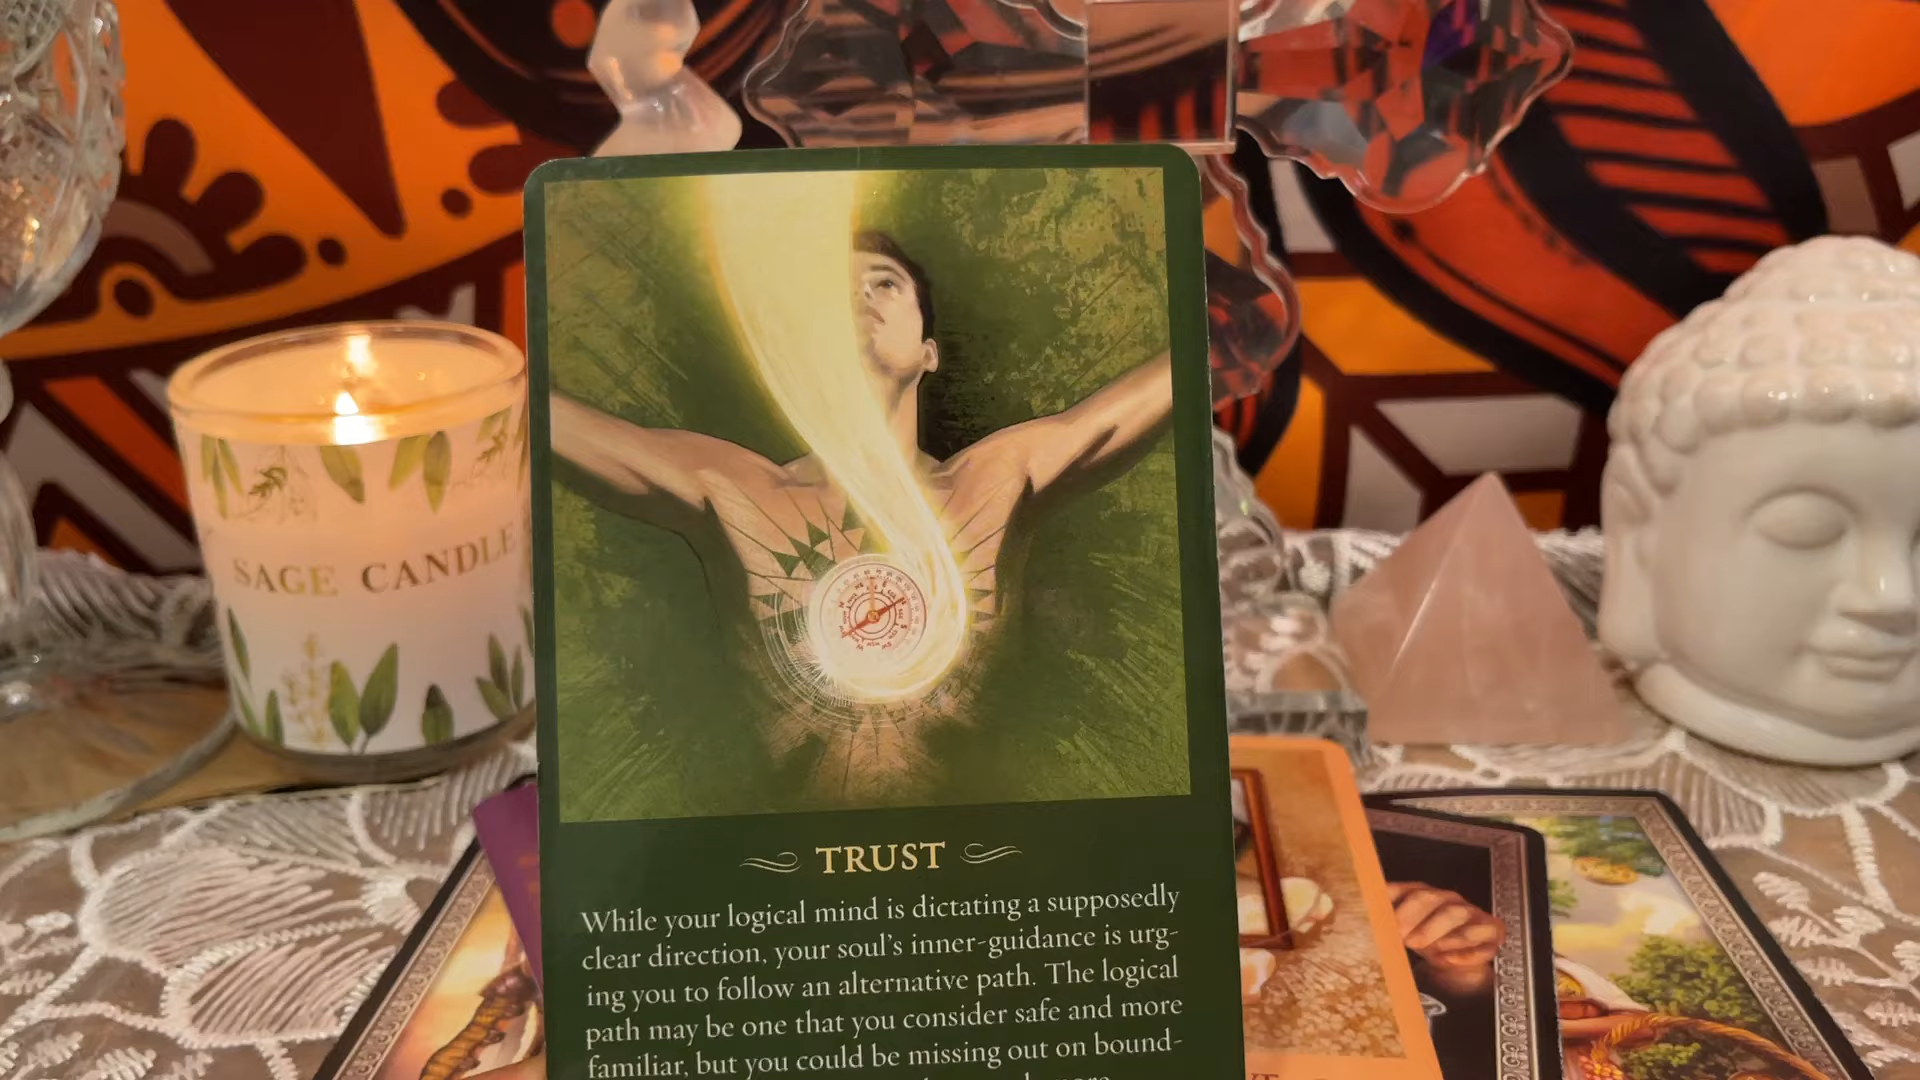 SAGE CANDLE
TRUST
While your logical mind is dictating a supposedly
clear direction, your soul's inner-guidance is urg-
ing you to follow an alternative path. The logical
path may be one that you consider safe and more
familiar, but you could be missing out on bound-